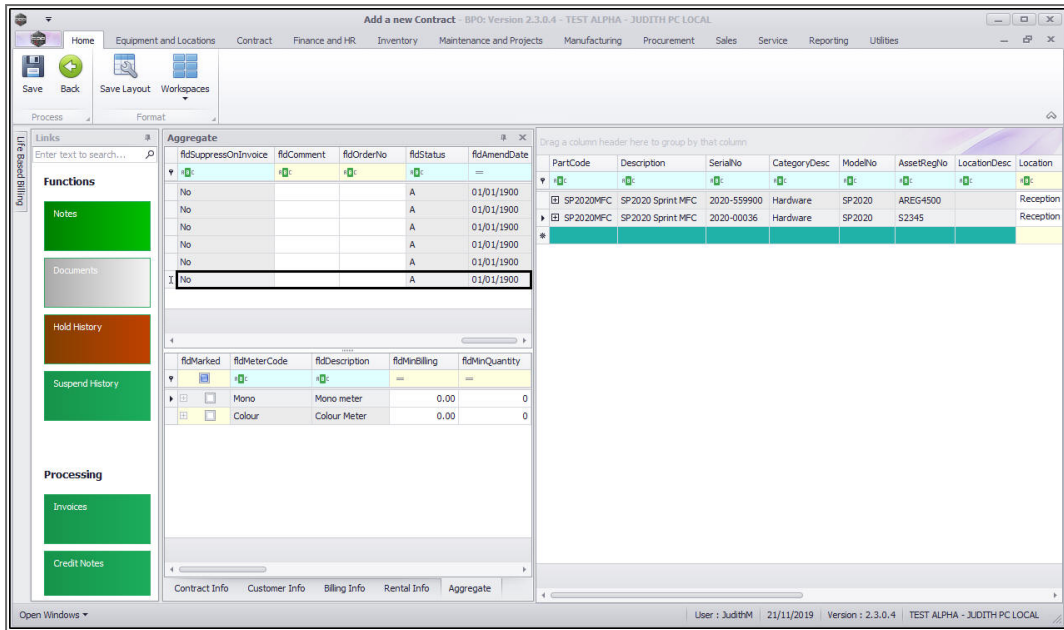 Add a new Contract - BPO: Version 2.3.0.4 - TEST ALPHA - JUDITH PC LOCAL
Home Equipment and Locations Contract Finance and HR Inventory Maintenance and Projects Manufacturing Procurement Sales Service Reporting Utilities
Save Back Save Layout Workspaces
Process Format
Life Based Billing
Links
Enter text to search...
Functions
Notes
Documents
Hold History
Suspend History
Processing
Invoices
Credit Notes
Aggregate
fldSuppressOnInvoice fldComment fldOrderNo fldStatus fldAmendDate
No A 01/01/1900
No A 01/01/1900
No A 01/01/1900
No A 01/01/1900
No A 01/01/1900
No A 01/01/1900
fldMarked fldMeterCode fldDescription fldMinBilling fldMinQuantity
= =
Mono Mono meter 0.00 0
Colour Colour Meter 0.00 0
Contract Info Customer Info Billing Info Rental Info Aggregate
Drag a column header here to group by that column
PartCode Description SerialNo CategoryDesc ModelNo AssetRegNo LocationDesc Location
SP2020MFC SP2020 Sprint MFC 2020-559900 Hardware SP2020 AREG4500 Reception
SP2020MFC SP2020 Sprint MFC 2020-00036 Hardware SP2020 S2345 Reception
Open Windows
User : JudithM 21/11/2019 Version : 2.3.0.4 TEST ALPHA - JUDITH PC LOCAL